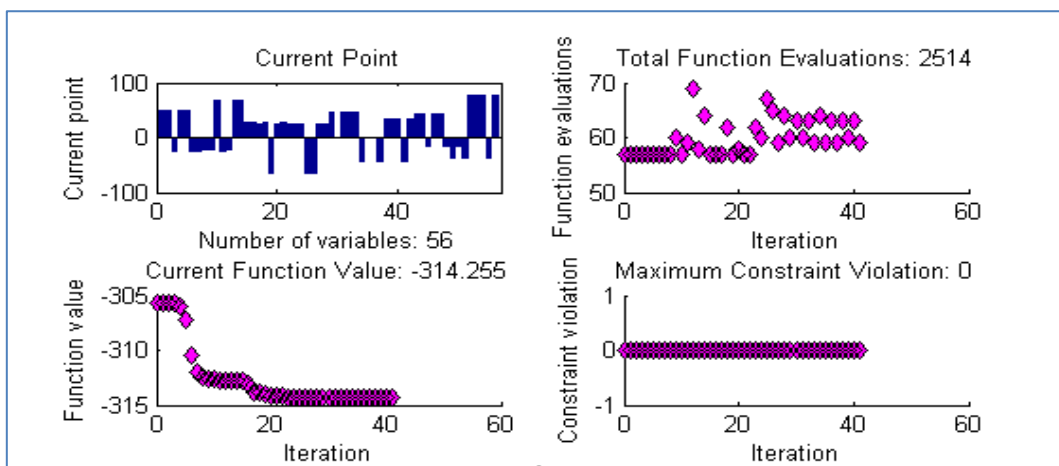 Current Point
Current point
100
0
-100
0
20
40
Number of variables: 56
Total Function Evaluations: 2514
Function evaluations
70
60
50
0
20
40
60
Iteration
Current Function Value: -314.255
Function value
-305
-310
-315
0
20
40
60
Iteration
Maximum Constraint Violation: 0
Constraint violation
1
0
-1
0
20
40
60
Iteration